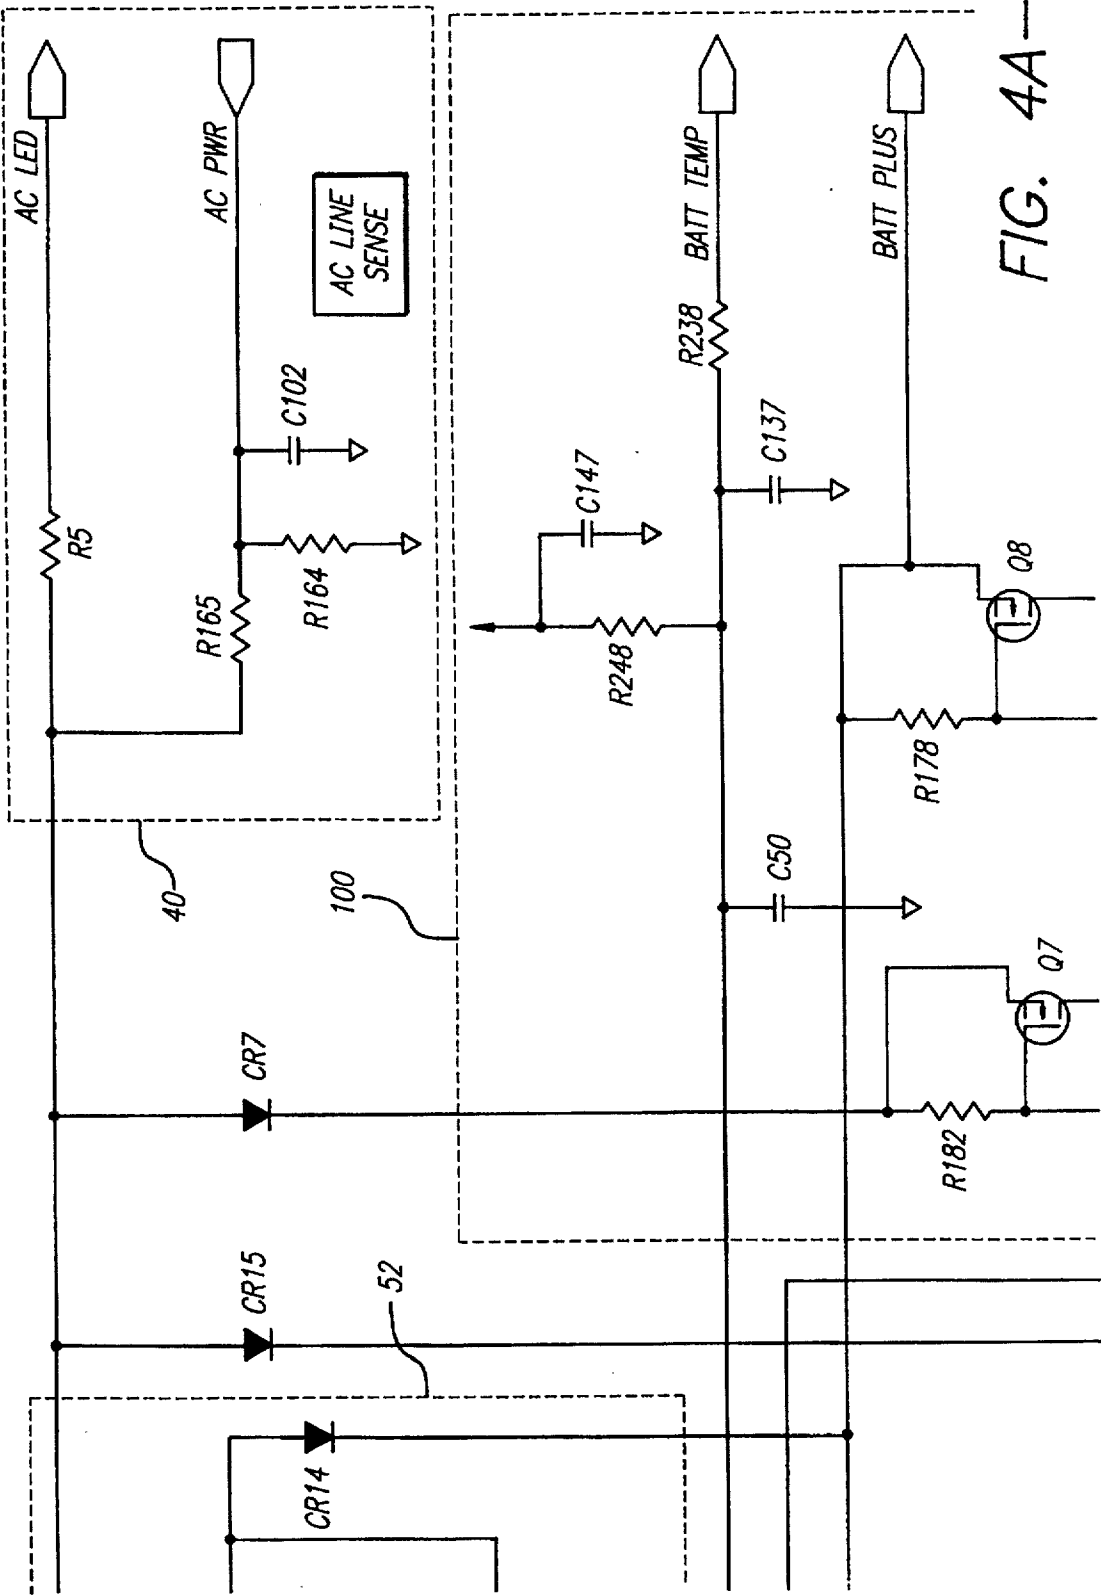 AC LED
AC PWR
AC LINE
SENSE
R5
R165
R164
C102
40
BATT TEMP
BATT PLUS
R238
C137
C147
R248
C50
R178
Q8
100
CR7
R182
Q7
CR15
52
CR14
FIG. 4A-